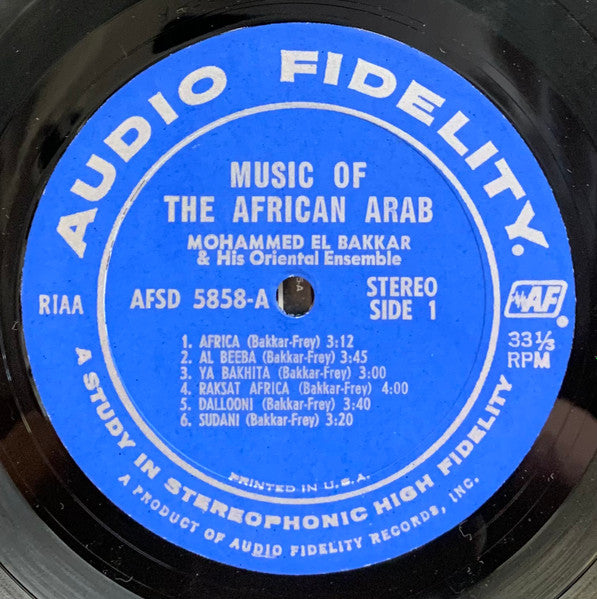 AUDIO FIDELITY.
MUSIC OF
THE AFRICAN ARAB
MOHAMMED EL BAKKAR
& His Oriental Ensemble
RIAA
AFSD 5858-A
STEREO
SIDE 1
AF®
33 1/3
RPM
1. AFRICA (Bakkar-Frey) 3:12
2. AL BEEBA (Bakkar-Frey) 3:45
3. YA BAKHITA (Bakkar-Frey) 3:00
4. RAKSAT AFRICA (Bakkar-Frey) 4:00
5. DALLOONI (Bakkar-Frey) 3:40
6. SUDANI (Bakkar-Frey) 3:20
PRINTED IN U.S.A.
A STUDY IN STEREOPHONIC HIGH FIDELITY
A PRODUCT OF AUDIO FIDELITY RECORDS, INC.